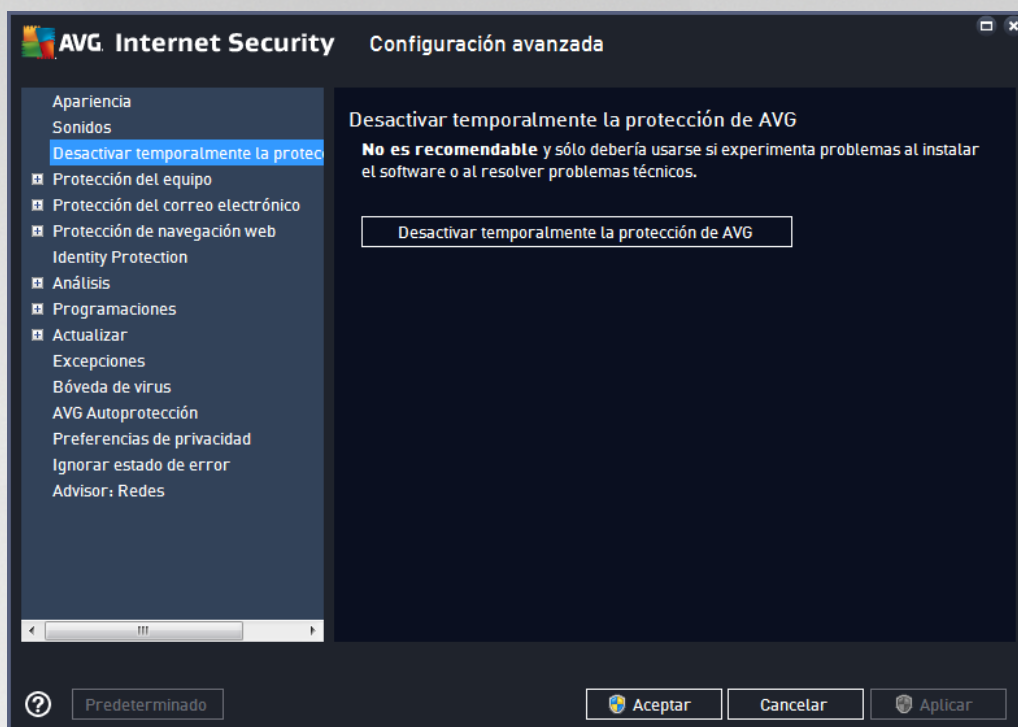 AVG. Internet Security Configuración avanzada
Apariencia
Sonidos
Desactivar temporalmente la protec
Protección del equipo
Protección del correo electrónico
Protección de navegación web
Identity Protection
Análisis
Programaciones
Actualizar
Excepciones
Bóveda de virus
AVG Autoprotección
Preferencias de privacidad
Ignorar estado de error
Advisor: Redes
Desactivar temporalmente la protección de AVG
No es recomendable y sólo debería usarse si experimenta problemas al instalar
el software o al resolver problemas técnicos.
Desactivar temporalmente la protección de AVG
Predeterminado
Aceptar
Cancelar
Aplicar